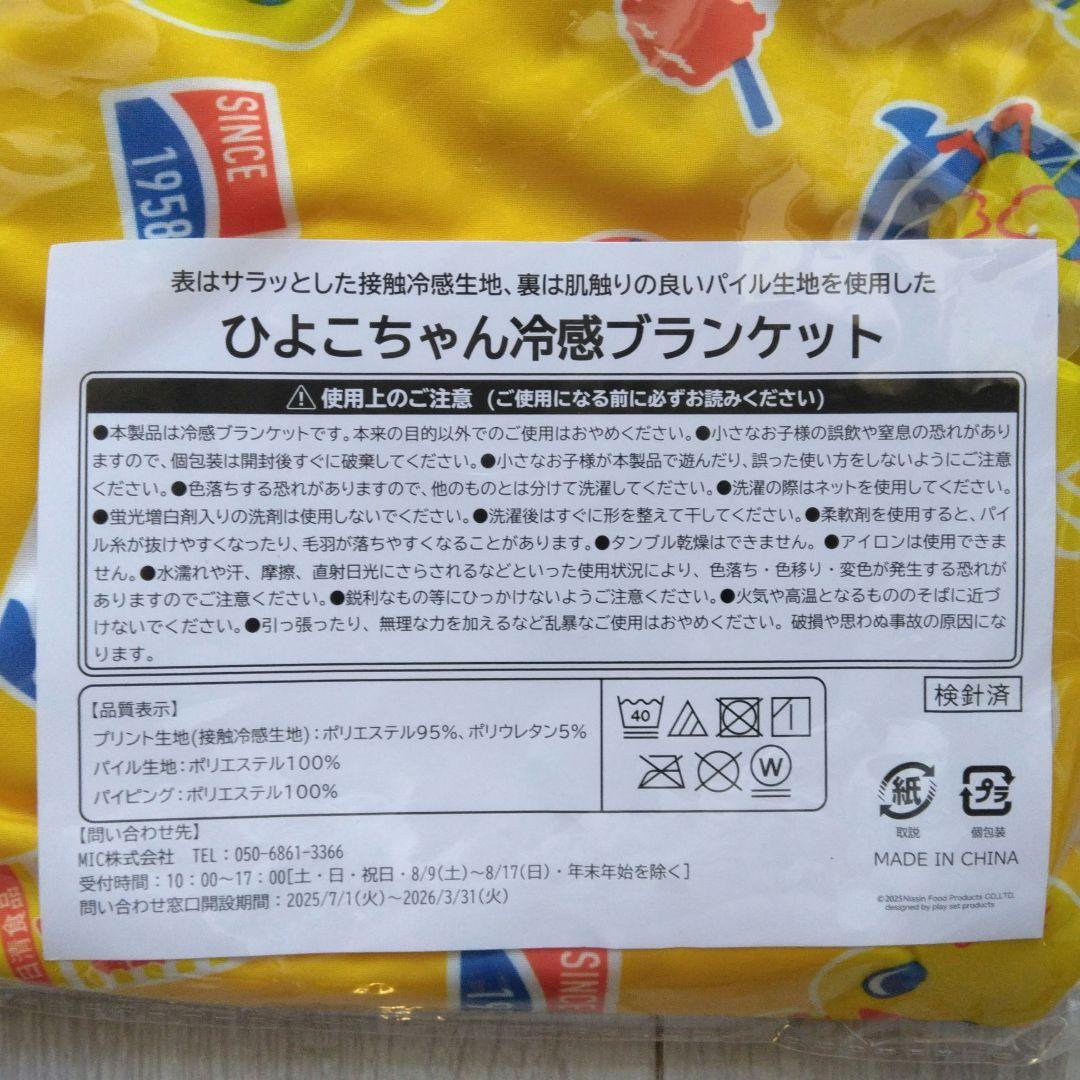 SINCE
1958
表はサラッとした接触冷感生地、裏は肌触りの良いパイル生地を使用した
ひよこちゃん冷感ブランケット
⚠ 使用上のご注意 (ご使用になる前に必ずお読みください)
●本製品は冷感ブランケットです。本来の目的以外でのご使用はおやめください。●小さなお子様の誤飲や窒息の恐れがあり
ますので、個包装は開封後すぐに破棄してください。●小さなお子様が本製品で遊んだり、誤った使い方をしないようにご注意
ください。●色落ちする恐れがありますので、他のものとは分けて洗濯してください。●洗濯の際はネットを使用してください。
●蛍光増白剤入りの洗剤は使用しないでください。●洗濯後はすぐに形を整えて干してください。●柔軟剤を使用すると、パイ
ル糸が抜けやすくなったり、毛羽が落ちやすくなることがあります。●タンブル乾燥はできません。●アイロンは使用できま
せん。●水濡れや汗、摩擦、直射日光にさらされるなどといった使用状況により、色落ち・色移り・変色が発生する恐れが
ありますのでご注意ください。●鋭利なもの等にひっかけないようご注意ください。●火気や高温となるもののそばに近づ
けないでください。●引っ張ったり、無理な力を加えるなど乱暴なご使用はおやめください。破損や思わぬ事故の原因にな
ります。
【品質表示】
プリント生地(接触冷感生地):ポリエステル95%、ポリウレタン5%
パイル生地:ポリエステル100%
パイピング:ポリエステル100%
40
W
検針済
紙
取説
プラ
個包装
MADE IN CHINA
©2025 Nissin Food Products CO.,LTD.
designed by play set products
【問い合わせ先】
MIC株式会社 TEL:050-6861-3366
受付時間:10:00~17:00[土・日・祝日・8/9(土)~8/17(日)・年末年始を除く]
問い合わせ窓口開設期間:2025/7/1(火)~2026/3/31(火)
日清食品
SINCE
19